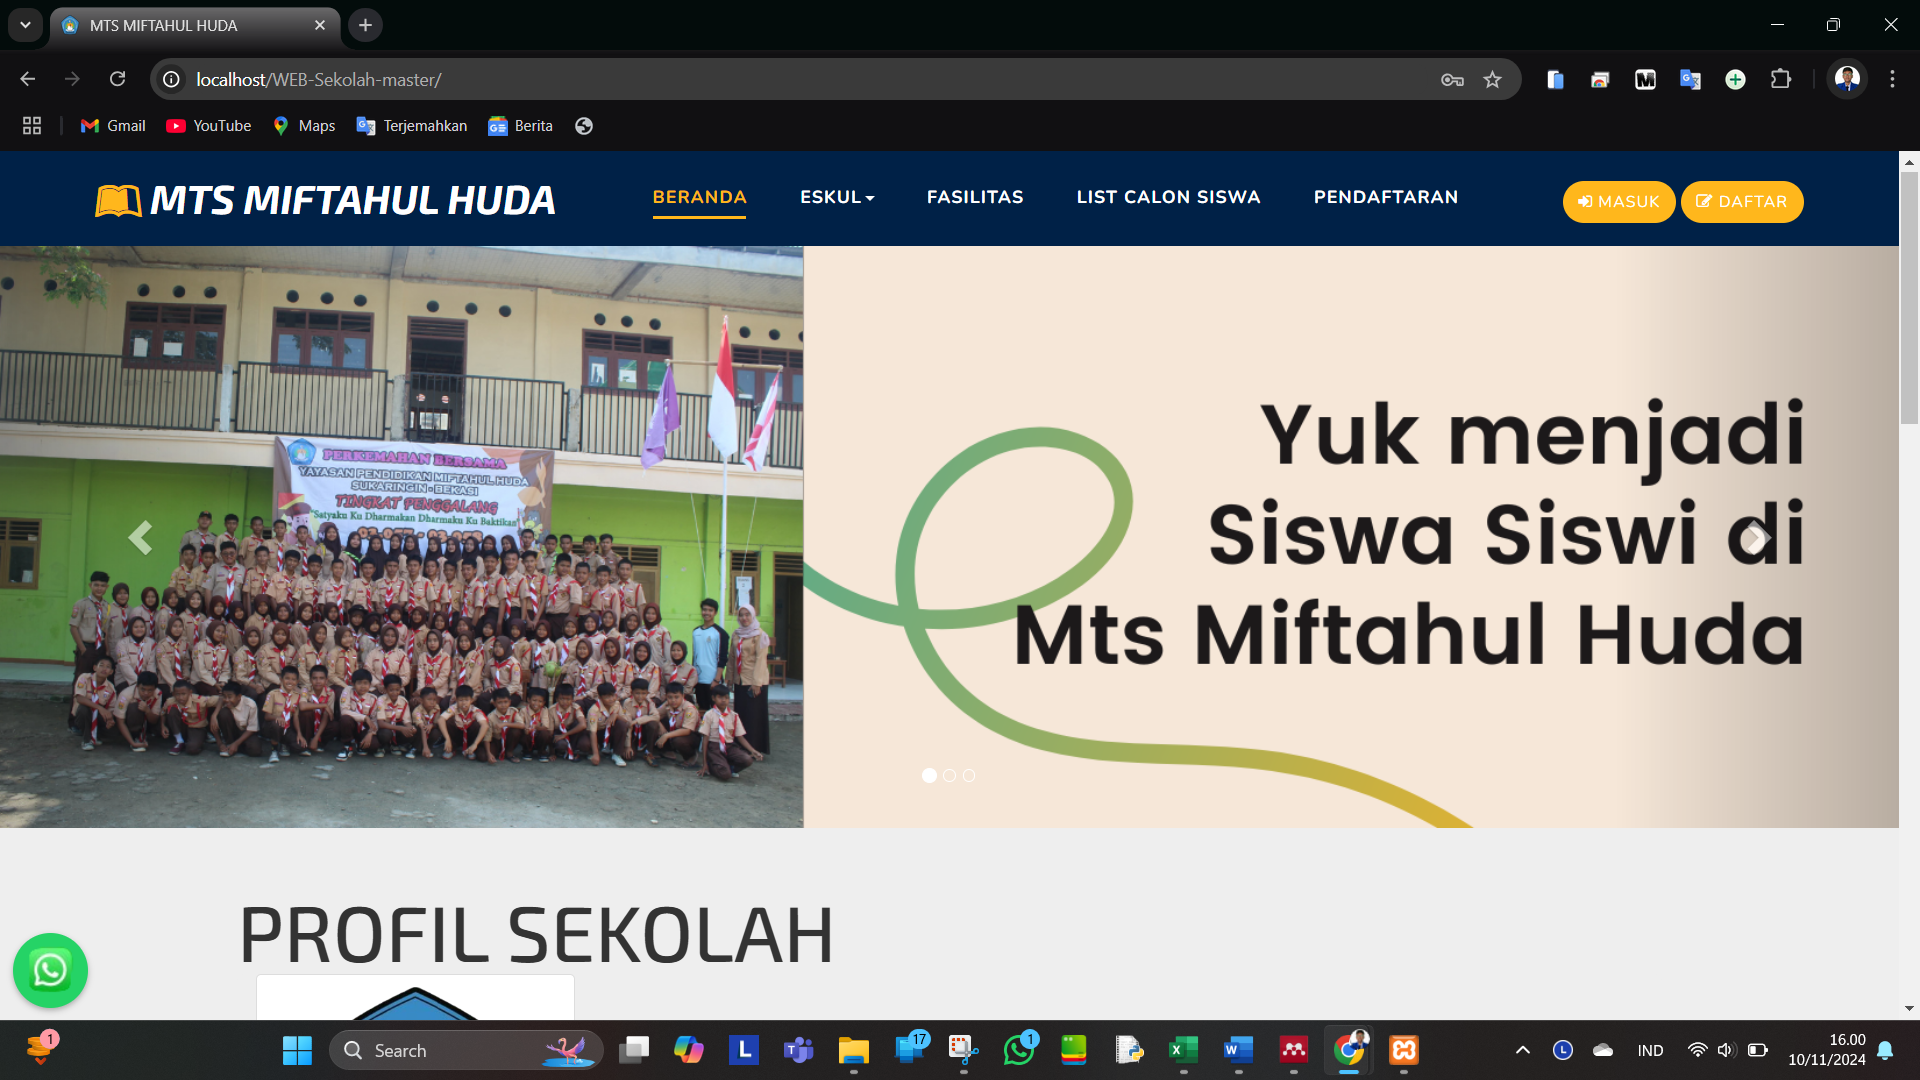 MTS MIFTAHUL HUDA
localhost/WEB-Sekolah-master/
Gmail
YouTube
Maps
Terjemahkan
Berita
MTS MIFTAHUL HUDA
BERANDA
ESKUL
FASILITAS
LIST CALON SISWA
PENDAFTARAN
MASUK
DAFTAR
PERKEMAHAN BERSAMA
YAYASAN PENDIDIKAN MIFTAHUL HUDA
SUKARINGIN - BEKASI
TINGKAT PENGGALANG
"Satyaku Ku Dharmakan Dharmaku Ku Baktikan"
Yuk menjadi
Siswa Siswi di
Mts Miftahul Huda
PROFIL SEKOLAH
1
Search
17
1
IND
16.00
10/11/2024